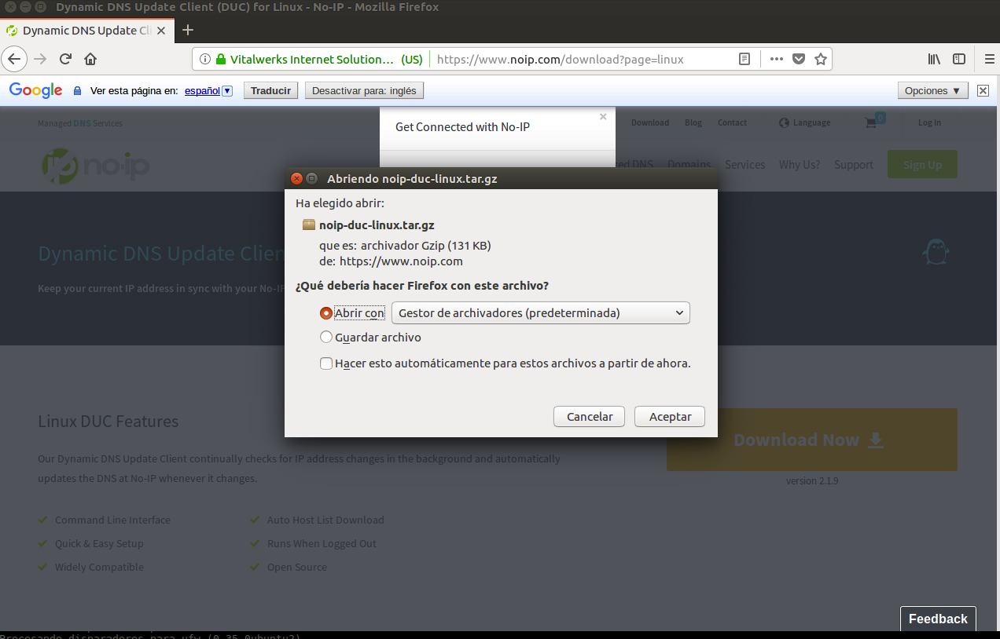 Dynamic DNS Update Client (DUC) for Linux - No-IP - Mozilla Firefox
Dynamic DNS Update Cli
Vitalwerks Internet Solution… (US) https://www.noip.com/download?page=linux
Google Ver esta página en: español Traducir Desactivar para: inglés Opciones ▼
Managed DNS Services
Get Connected with No-IP
Download Blog Contact Language 0 Log In
no-ip
ed DNS Domains Services Why Us? Support Sign Up
Abriendo noip-duc-linux.tar.gz
Ha elegido abrir:
noip-duc-linux.tar.gz
que es: archivador Gzip (131 KB)
de: https://www.noip.com
¿Qué debería hacer Firefox con este archivo?
Abrir con Gestor de archivadores (predeterminada)
Guardar archivo
Hacer esto automáticamente para estos archivos a partir de ahora.
Cancelar Aceptar
Dynamic DNS Update Clien
Keep your current IP address in sync with your No-IP
Linux DUC Features
Our Dynamic DNS Update Client continually checks for IP address changes in the background and automatically
updates the DNS at No-IP whenever it changes.
Download Now
version 2.1.9
Command Line Interface Auto Host List Download
Quick & Easy Setup Runs When Logged Out
Widely Compatible Open Source
Feedback
Procesando disparadores para ufw (0.35-0ubuntu2)